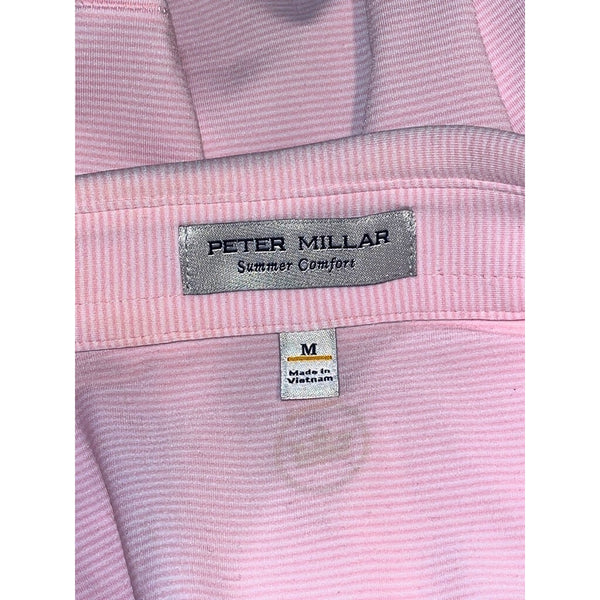 PETER MILLAR
Summer Comfort
M
Made in
Vietnam